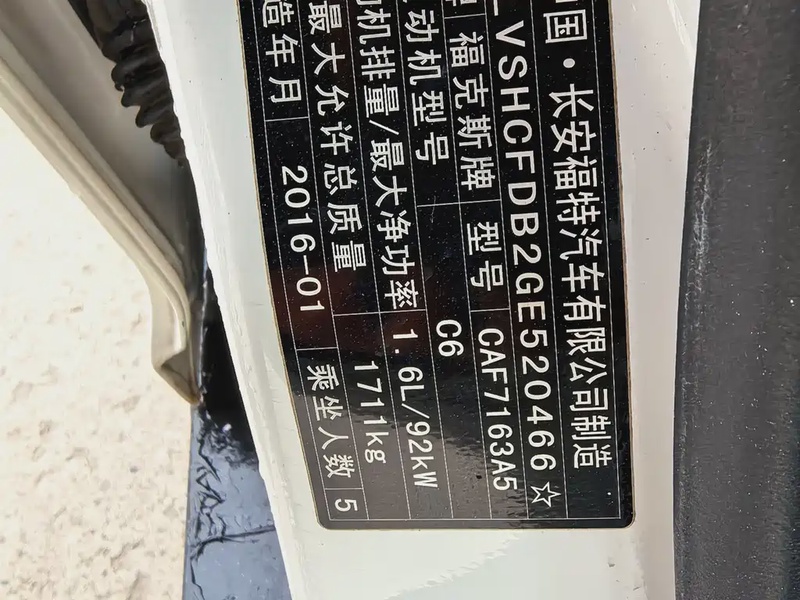 国·长安福特汽车有限公司制造
VSHCFDB2GE520466☆
福克斯牌 型号 CAF7163A5
动机型号 C6
机排量/最大净功率 1.6L/92kW
最大允许总质量 1711kg
造年月 2016-01 乘坐人数 5